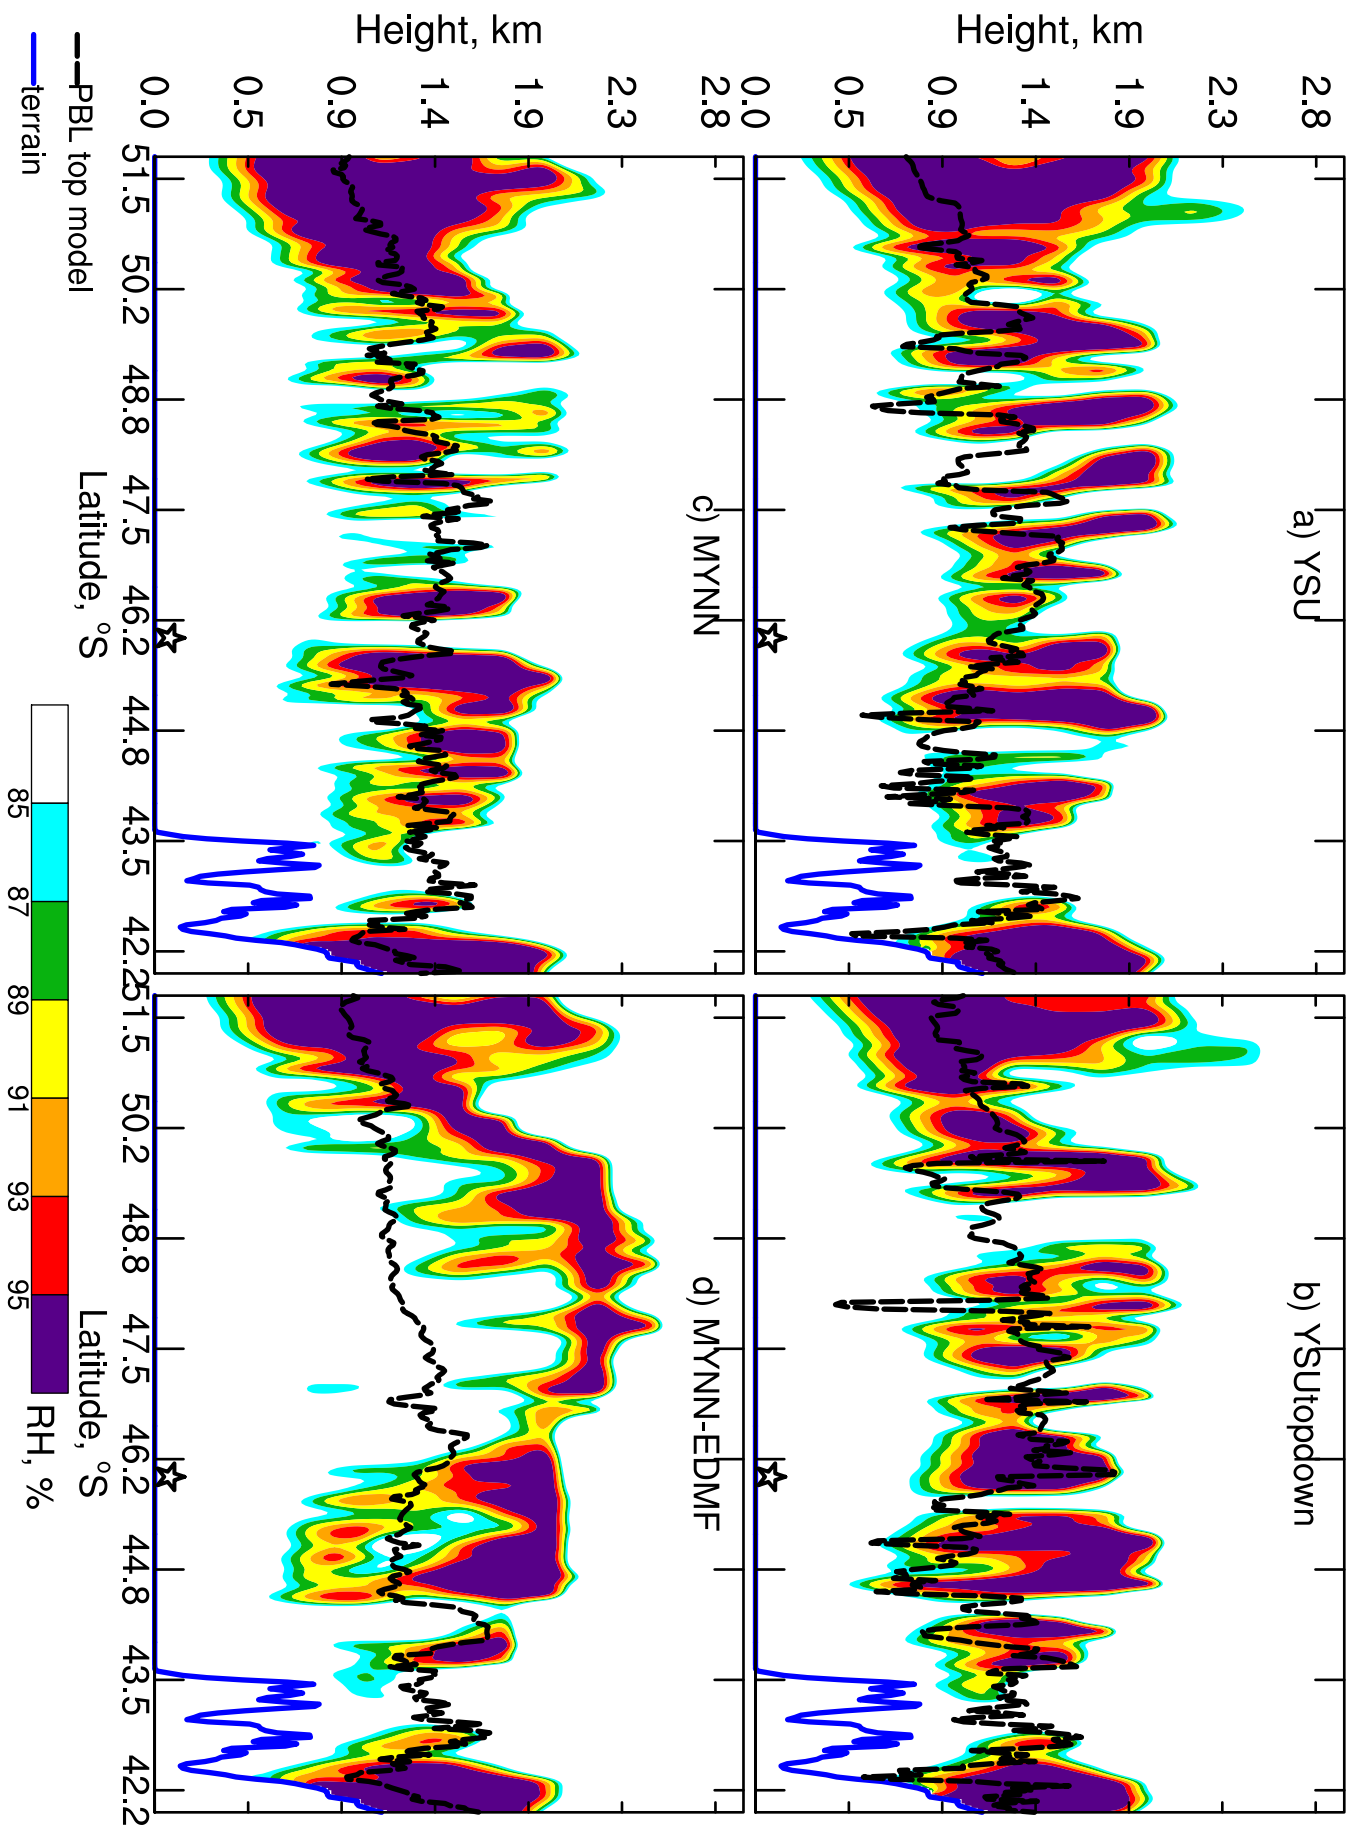 a) YSU
b) YSUtopdown
Height, km
2.8
2.3
1.9
1.4
0.9
0.5
0.0
c) MYNN
d) MYNN-EDMF
Height, km
2.8
2.3
1.9
1.4
0.9
0.5
0.0
51.5 50.2 48.8 47.5 46.2 44.8 43.5 42.2
51.5 50.2 48.8 47.5 46.2 44.8 43.5 42.2
Latitude, °S
Latitude, °S
PBL top model
terrain
85 87 89 91 93 95
RH, %